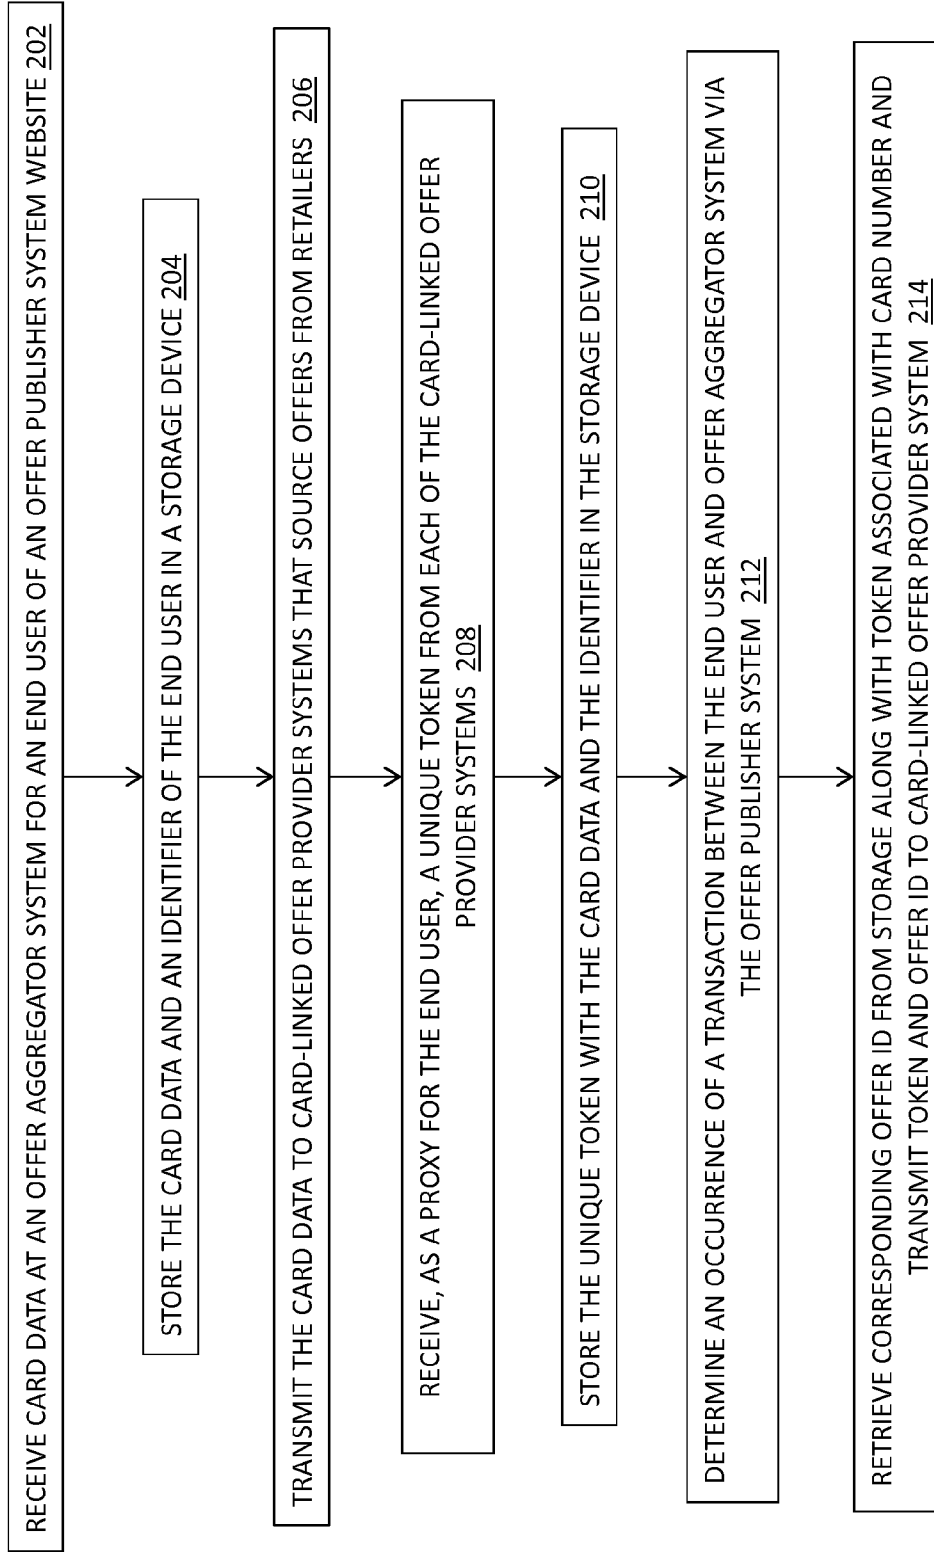 RECEIVE CARD DATA AT AN OFFER AGGREGATOR SYSTEM FOR AN END USER OF AN OFFER PUBLISHER SYSTEM WEBSITE 202
STORE THE CARD DATA AND AN IDENTIFIER OF THE END USER IN A STORAGE DEVICE 204
TRANSMIT THE CARD DATA TO CARD-LINKED OFFER PROVIDER SYSTEMS THAT SOURCE OFFERS FROM RETAILERS 206
RECEIVE, AS A PROXY FOR THE END USER, A UNIQUE TOKEN FROM EACH OF THE CARD-LINKED OFFER
PROVIDER SYSTEMS 208
STORE THE UNIQUE TOKEN WITH THE CARD DATA AND THE IDENTIFIER IN THE STORAGE DEVICE 210
DETERMINE AN OCCURRENCE OF A TRANSACTION BETWEEN THE END USER AND OFFER AGGREGATOR SYSTEM VIA
THE OFFER PUBLISHER SYSTEM 212
RETRIEVE CORRESPONDING OFFER ID FROM STORAGE ALONG WITH TOKEN ASSOCIATED WITH CARD NUMBER AND
TRANSMIT TOKEN AND OFFER ID TO CARD-LINKED OFFER PROVIDER SYSTEM 214